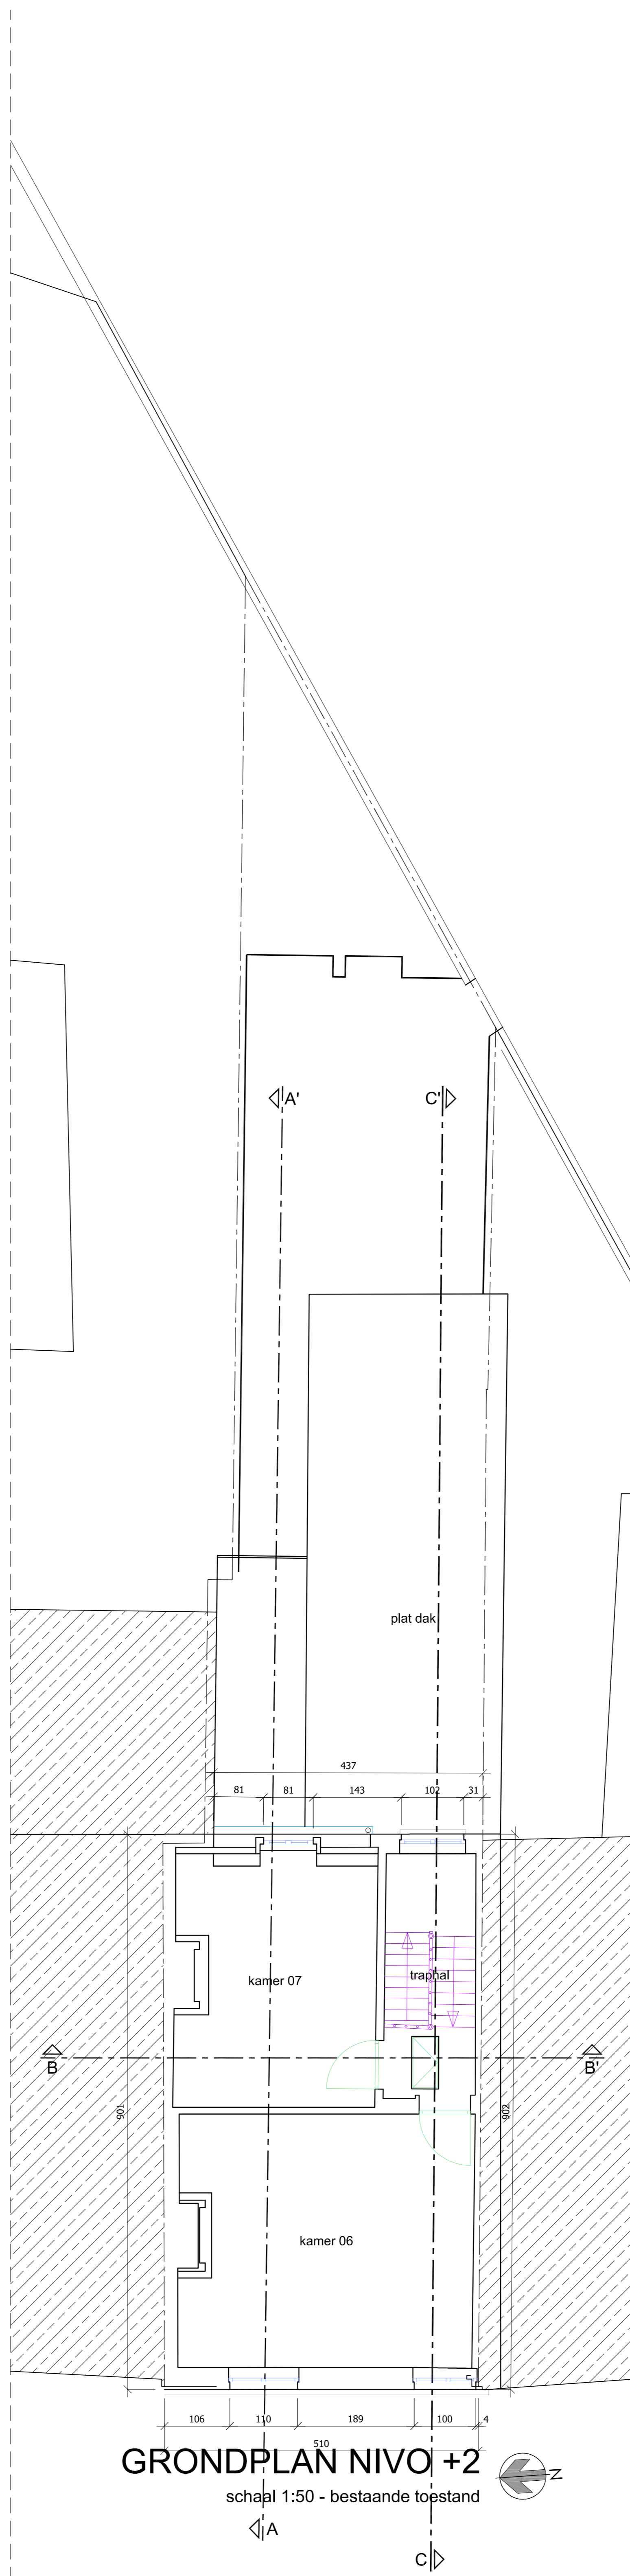 A'
C'
plat dak
437
81
81
143
102
31
kamer 07
traphal
B
B'
901
902
kamer 06
106
110
189
100
4
510
GRONDPLAN NIVO +2
N
schaal 1:50 - bestaande toestand
A
C